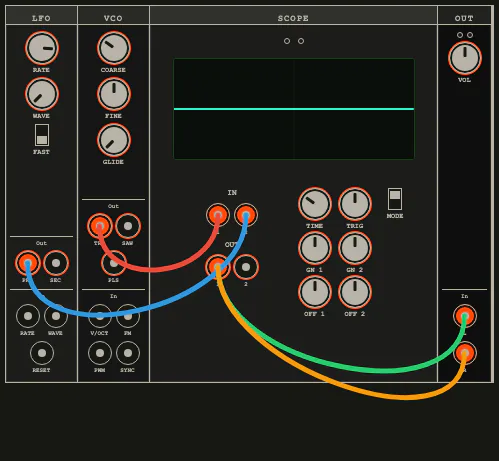 LFO
VCO
SCOPE
OUT
RATE
COARSE
VOL
WAVE
FINE
FAST
GLIDE
IN
MODE
Out
TIME
TRIG
SAW
Out
OUT
GN 1
GN 2
SEC
PLS
2
In
In
OFF 1
OFF 2
RATE
WAVE
V/OCT
FM
RESET
PWM
SYNC